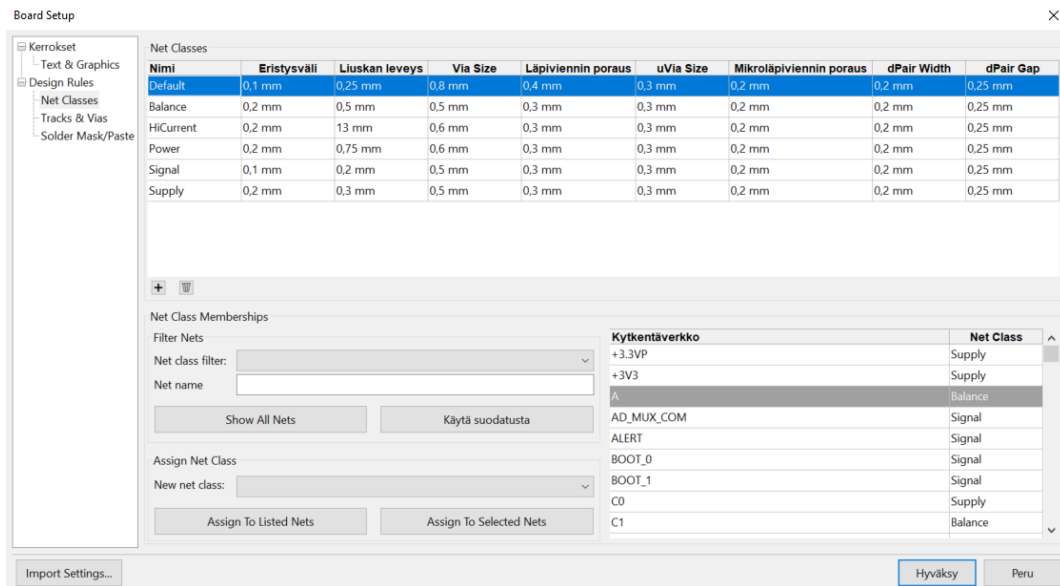 Board Setup
Kerrokset
Text & Graphics
Design Rules
Net Classes
Tracks & Vias
Solder Mask/Paste
Net Classes
Nimi Eristysväli Liuskan leveys Via Size Läpiviennin poraus uVia Size Mikroläpiviennin poraus dPair Width dPair Gap
Default 0,1 mm 0,25 mm 0,8 mm 0,4 mm 0,3 mm 0,2 mm 0,2 mm 0,25 mm
Balance 0,2 mm 0,5 mm 0,5 mm 0,3 mm 0,3 mm 0,2 mm 0,2 mm 0,25 mm
HiCurrent 0,2 mm 13 mm 0,6 mm 0,3 mm 0,3 mm 0,2 mm 0,2 mm 0,25 mm
Power 0,2 mm 0,75 mm 0,6 mm 0,3 mm 0,3 mm 0,2 mm 0,2 mm 0,25 mm
Signal 0,1 mm 0,2 mm 0,5 mm 0,3 mm 0,3 mm 0,2 mm 0,2 mm 0,25 mm
Supply 0,2 mm 0,3 mm 0,5 mm 0,3 mm 0,3 mm 0,2 mm 0,2 mm 0,25 mm
Net Class Memberships
Filter Nets
Net class filter:
Net name
Show All Nets Käytä suodatusta
Assign Net Class
New net class:
Assign To Listed Nets Assign To Selected Nets
Kytkentäverkko Net Class
+3.3VP Supply
+3V3 Supply
A Balance
AD_MUX_COM Signal
ALERT Signal
BOOT_0 Signal
BOOT_1 Signal
C0 Supply
C1 Balance
Import Settings... Hyväksy Peru